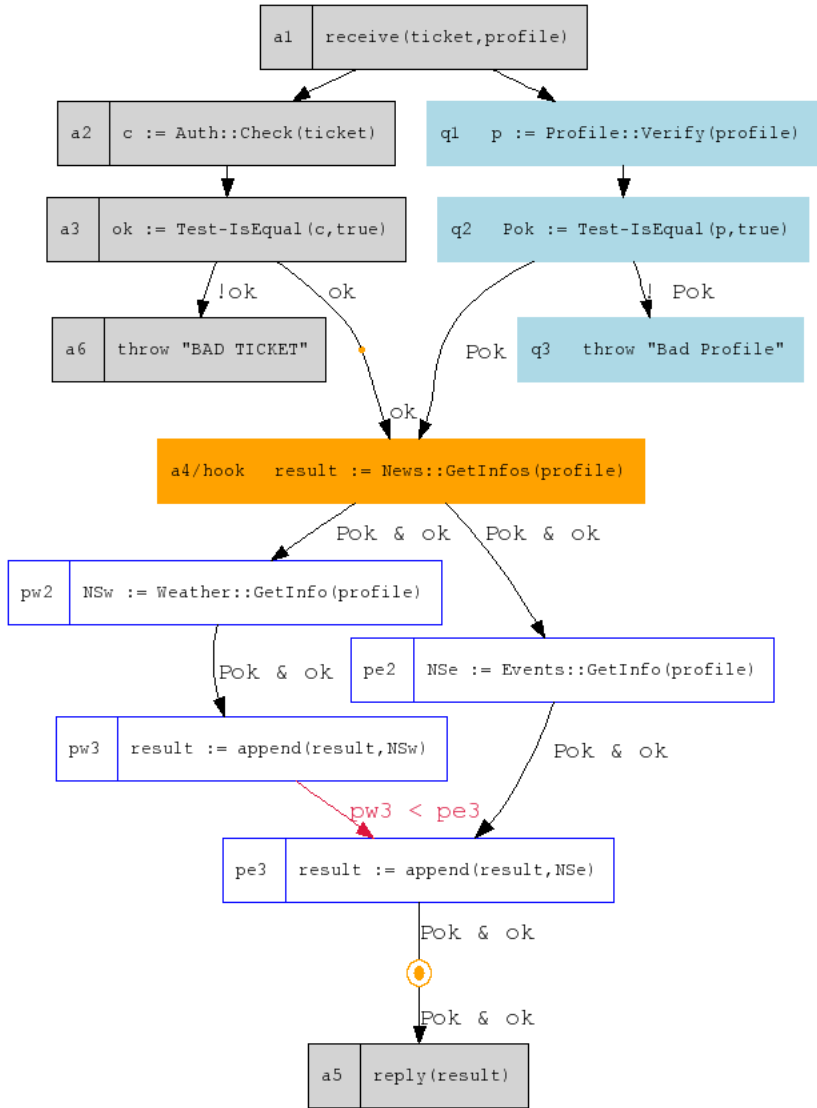 a1 receive(ticket,profile)
a2 c := Auth::Check(ticket)
q1 p := Profile::Verify(profile)
a3 ok := Test-IsEqual(c,true)
q2 Pok := Test-IsEqual(p,true)
!ok
ok
! Pok
Pok
a6 throw "BAD TICKET"
q3 throw "Bad Profile"
ok
a4/hook result := News::GetInfos(profile)
Pok & ok
Pok & ok
pw2 NSw := Weather::GetInfo(profile)
Pok & ok
pe2 NSe := Events::GetInfo(profile)
pw3 result := append(result,NSw)
Pok & ok
pw3 < pe3
pe3 result := append(result,NSe)
Pok & ok
Pok & ok
a5 reply(result)